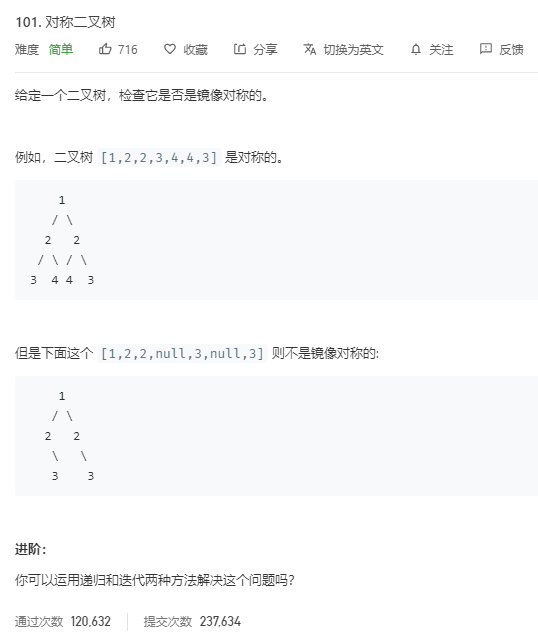 101. 对称二叉树
难度 简单 716 收藏 分享 切换为英文 关注 反馈
给定一个二叉树，检查它是否是镜像对称的。
例如，二叉树 [1,2,2,3,4,4,3] 是对称的。
1
/ \
2 2
/ \ / \
3 4 4 3
但是下面这个 [1,2,2,null,3,null,3] 则不是镜像对称的:
1
/ \
2 2
\ \
3 3
进阶：
你可以运用递归和迭代两种方法解决这个问题吗？
通过次数 120,632 提交次数 237,634